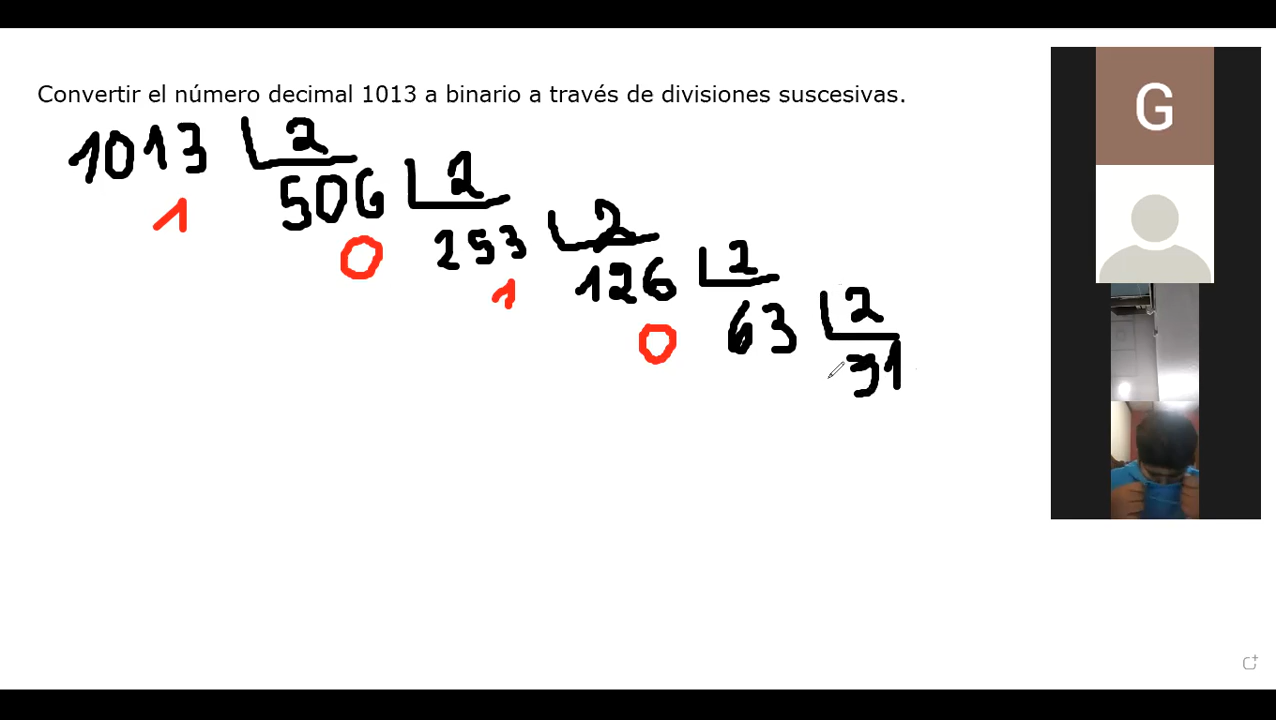 Convertir el número decimal 1013 a binario a través de divisiones suscesivas.
1013 2
1 506 2
0 253 2
1 126 2
0 63 2
31
G